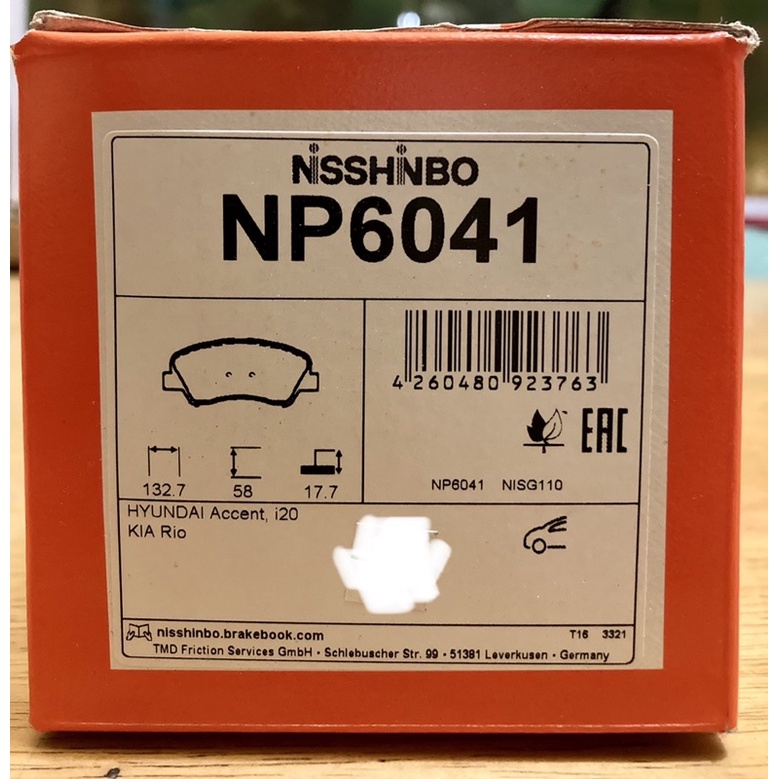 NiSSHiNBO
NP6041
4 260480 923763
EAC
132.7 58 17.7
NP6041 NISG110
HYUNDAI Accent, i20
KIA Rio
nisshinbo.brakebook.com T16 3321
TMD Friction Services GmbH • Schlebuscher Str. 99 • 51381 Leverkusen • Germany